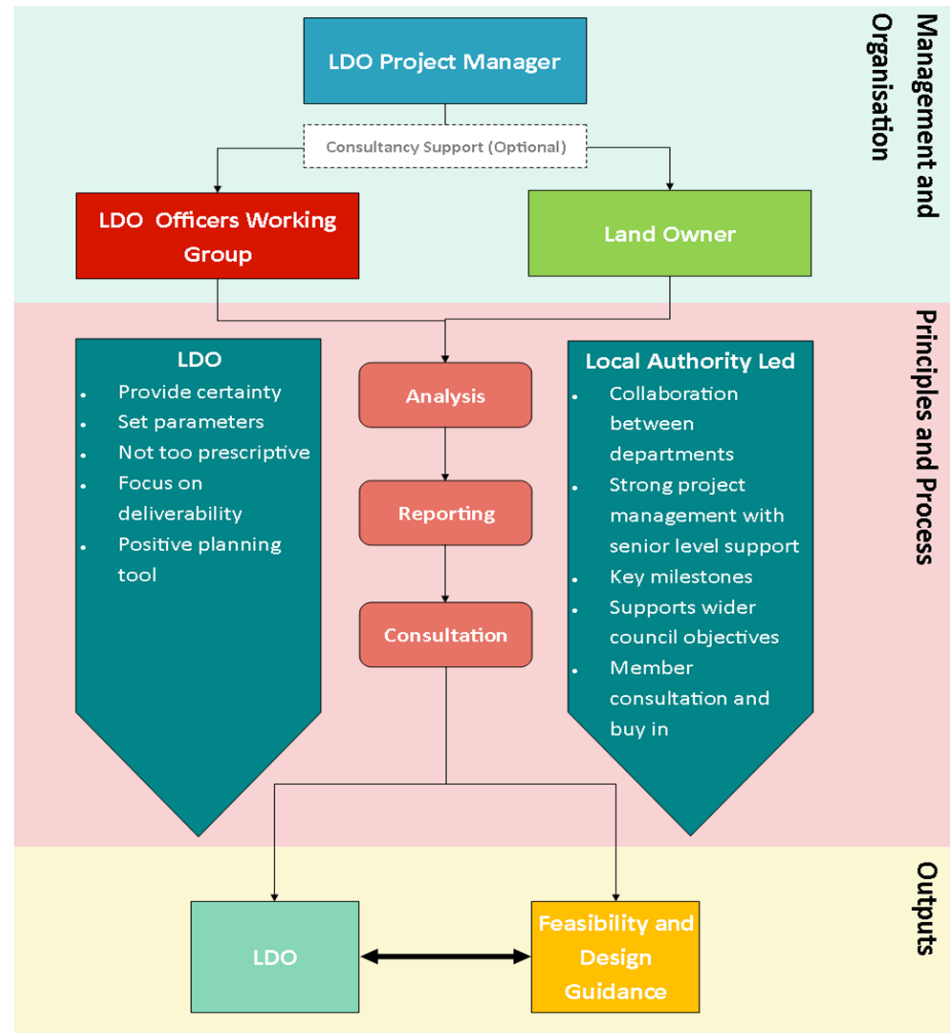 Management and
Organisation
LDO Project Manager
Consultancy Support (Optional)
LDO Officers Working
Group
Land Owner
Principles and Process
LDO
• Provide certainty
• Set parameters
• Not too prescriptive
• Focus on
deliverability
• Positive planning
tool
Analysis
Reporting
Consultation
Local Authority Led
• Collaboration
between
departments
• Strong project
management with
senior level support
• Key milestones
• Supports wider
council objectives
• Member
consultation and
buy in
Outputs
LDO
Feasibility and
Design
Guidance